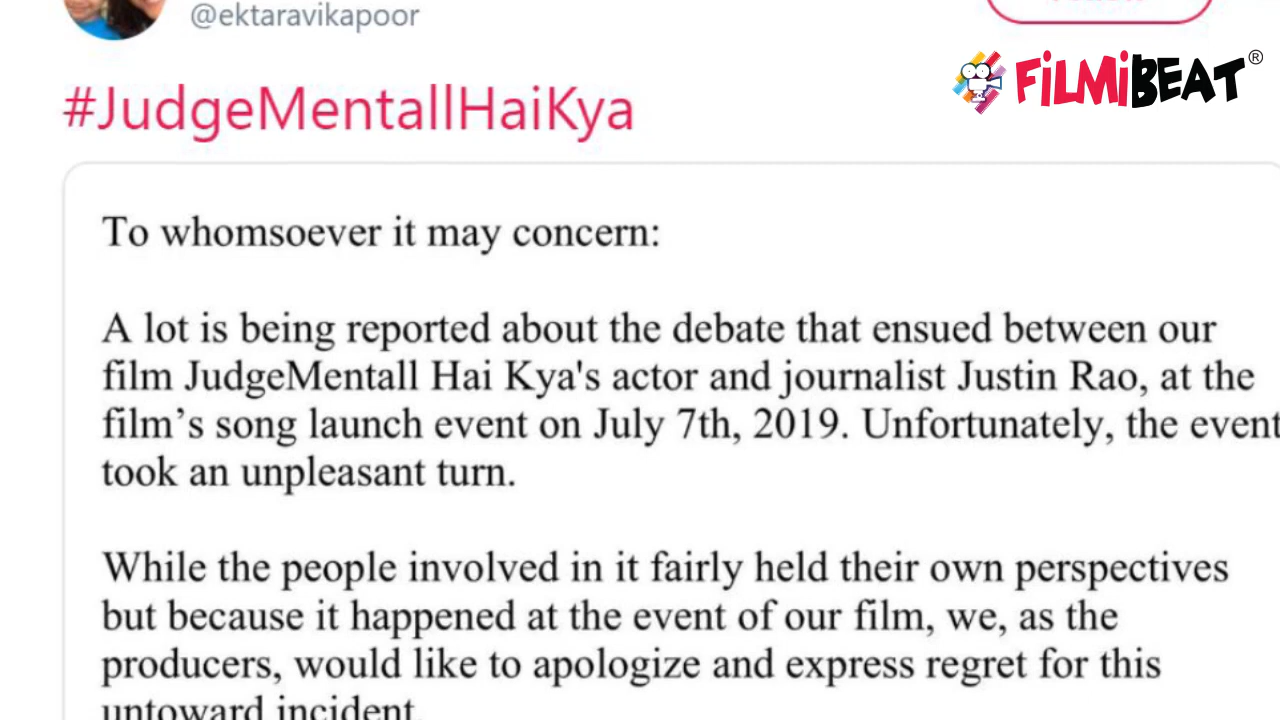 @ektaravikapoor
FiLMiBEAT®
#JudgeMentallHaiKya
To whomsoever it may concern:
A lot is being reported about the debate that ensued between our
film JudgeMentall Hai Kya's actor and journalist Justin Rao, at the
film’s song launch event on July 7th, 2019. Unfortunately, the event
took an unpleasant turn.
While the people involved in it fairly held their own perspectives
but because it happened at the event of our film, we, as the
producers, would like to apologize and express regret for this
untoward incident.